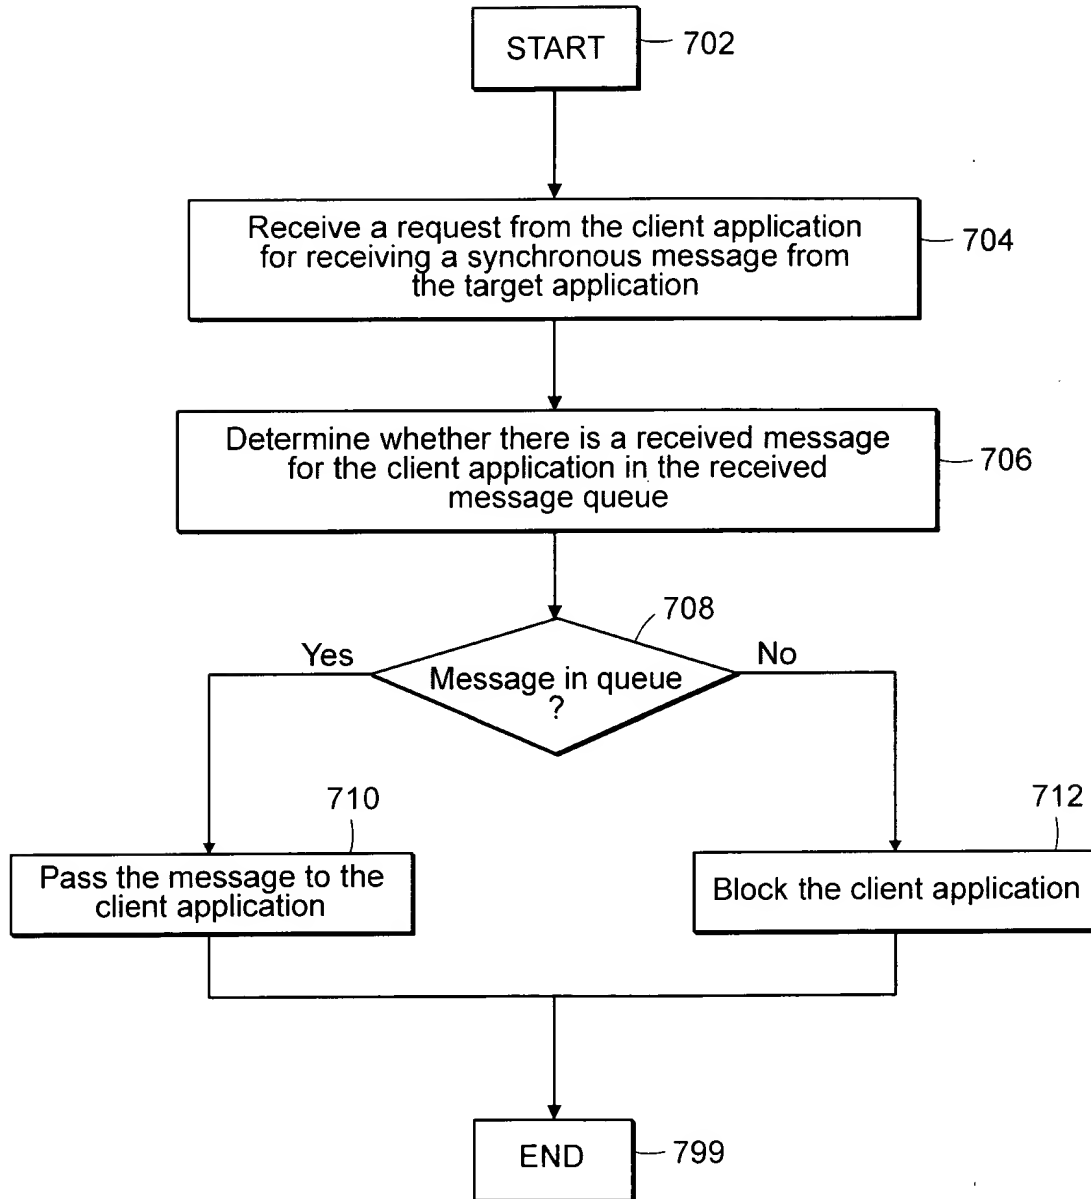 START
702
Receive a request from the client application
for receiving a synchronous message from
the target application
704
Determine whether there is a received message
for the client application in the received
message queue
706
708
Yes
No
Message in queue
?
710
712
Pass the message to the
client application
Block the client application
END
799